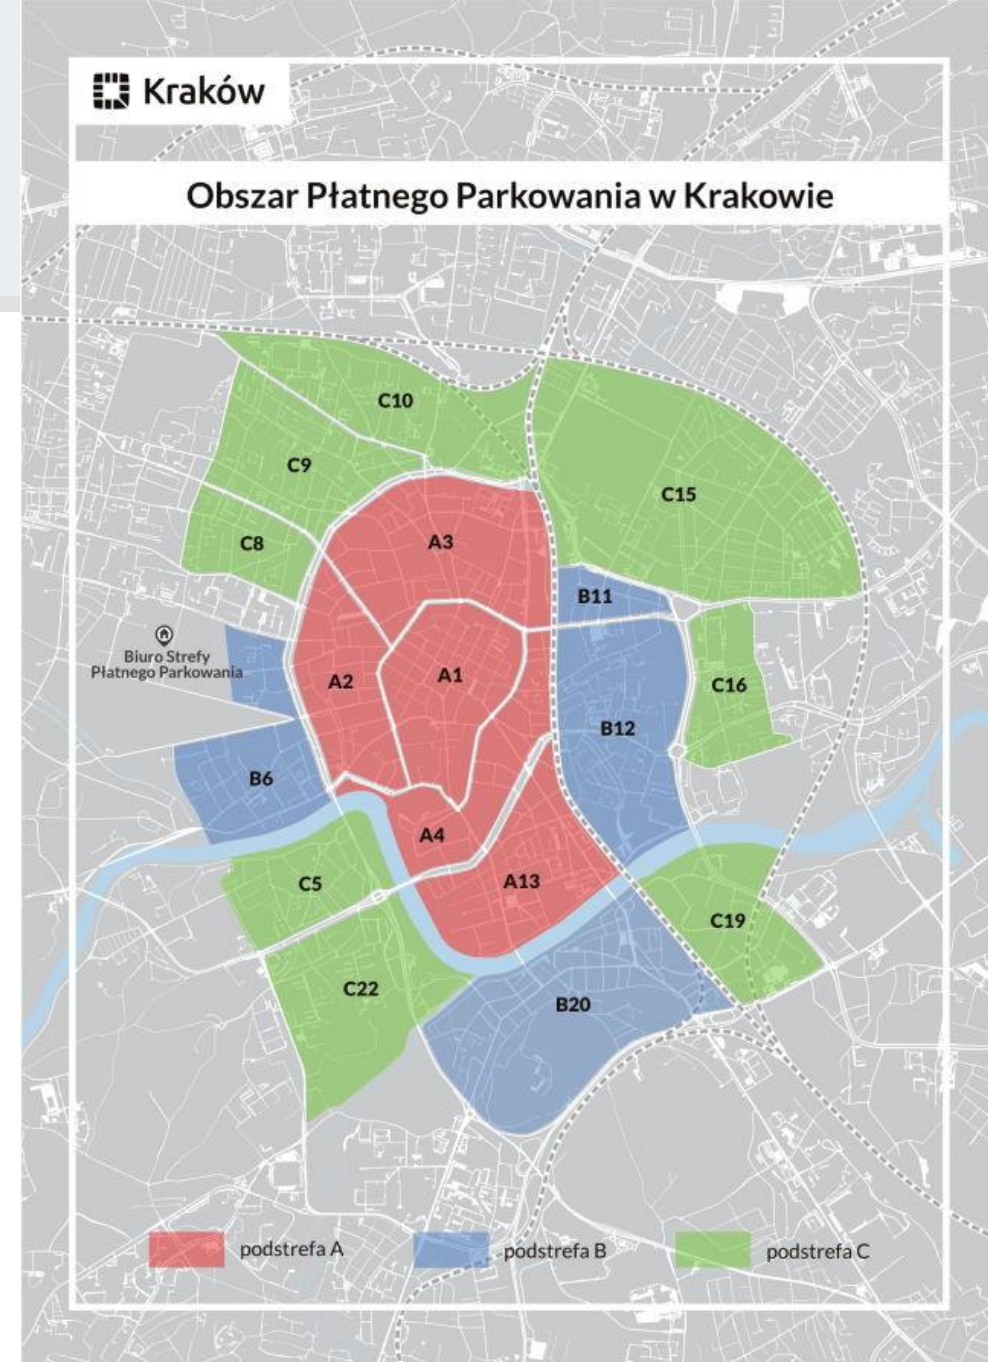 Kraków
Obszar Płatnego Parkowania w Krakowie
C10
C9
C15
C8
A3
B11
Biuro Strefy
Płatnego Parkowania
A2
A1
C16
B12
B6
A4
C5
A13
C19
C22
B20
podstrefa A
podstrefa B
podstrefa C